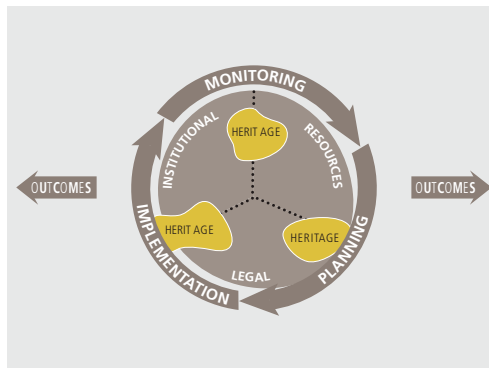 MONITORING
INSTITUTIONAL
HERIT AGE
RESOURCES
OUTCOMES
OUTCOMES
IMPLEMENTATION
HERIT AGE
HERITAGE
PLANNING
LEGAL